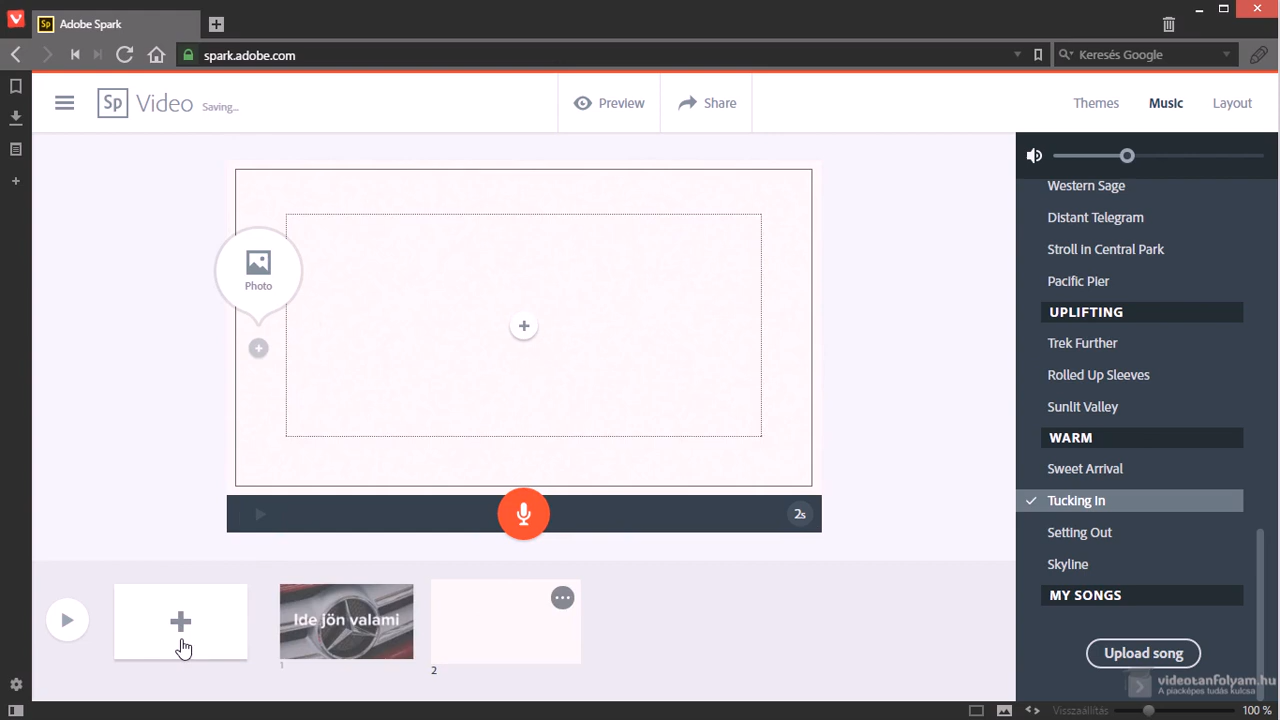 Sp Adobe Spark
spark.adobe.com
Keresés Google
Sp Video Saving...
Preview
Share
Themes
Music
Layout
Western Sage
Distant Telegram
Stroll In Central Park
Pacific Pier
UPLIFTING
Trek Further
Rolled Up Sleeves
Sunlit Valley
WARM
Sweet Arrival
Tucking In
Setting Out
Skyline
MY SONGS
Upload song
Photo
2s
Ide jön valami
1
2
videotanfolyam.hu
A piacképes tudás kulcsa
Visszaállítás
100 %